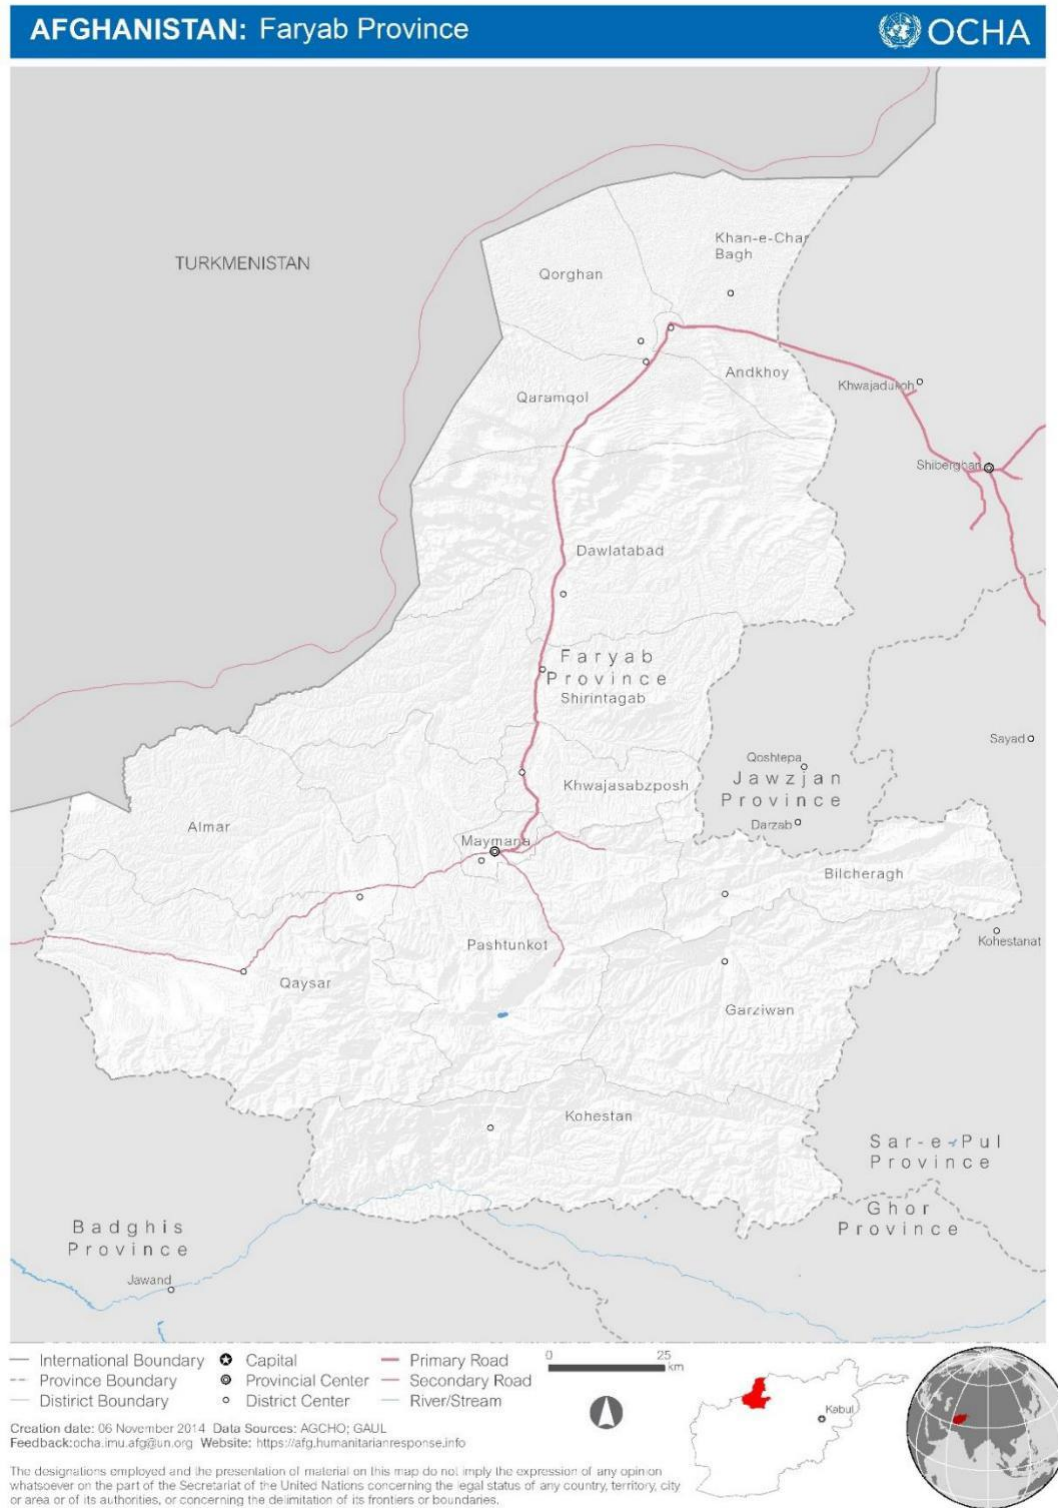 AFGHANISTAN: Faryab Province
OCHA
TURKMENISTAN
Khan-e-Char
Bagh
Qorghan
Andkhoy
Khwajadukoh
Qaramqol
Shiberghan
Dawlatabad
Faryab
Province
Shirintagab
Sayad
Qoshtepa
Jawzjan
Province
Khwajasabzposh
Darzab
Almar
Maymana
Bilcheragh
Kohestanat
Pashtunkot
Qaysar
Garziwan
Kohestan
Sar-e-Pul
Province
Ghor
Province
Badghis
Province
Jawand
International Boundary
Province Boundary
Distirict Boundary
Capital
Provincial Center
District Center
Primary Road
Secondary Road
River/Stream
0 25
km
Kabul
Creation date: 06 November 2014 Data Sources: AGCHO; GAUL
Feedback:ocha.imu.afg@un.org Website: https://afg.humanitarianresponse.info
The designations employed and the presentation of material on this map do not imply the expression of any opinion
whatsoever on the part of the Secretariat of the United Nations concerning the legal status of any country, territory, city
or area or of its authorities, or concerning the delimitation of its frontiers or boundaries.